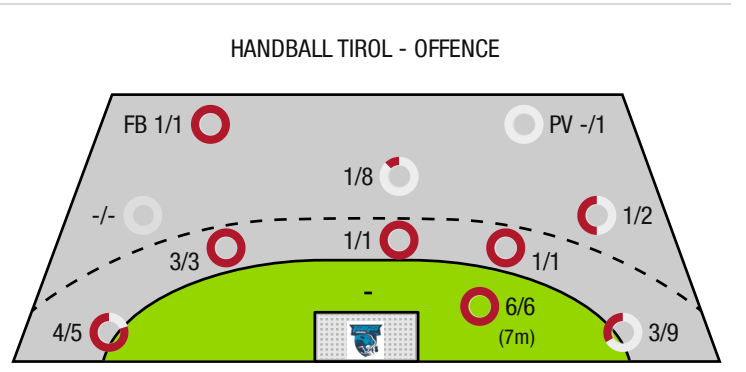 HANDBALL TIROL - OFFENCE
FB 1/1
PV -/1
1/8
-/-
1/2
3/3
1/1
1/1
-
6/6
(7m)
4/5
3/9